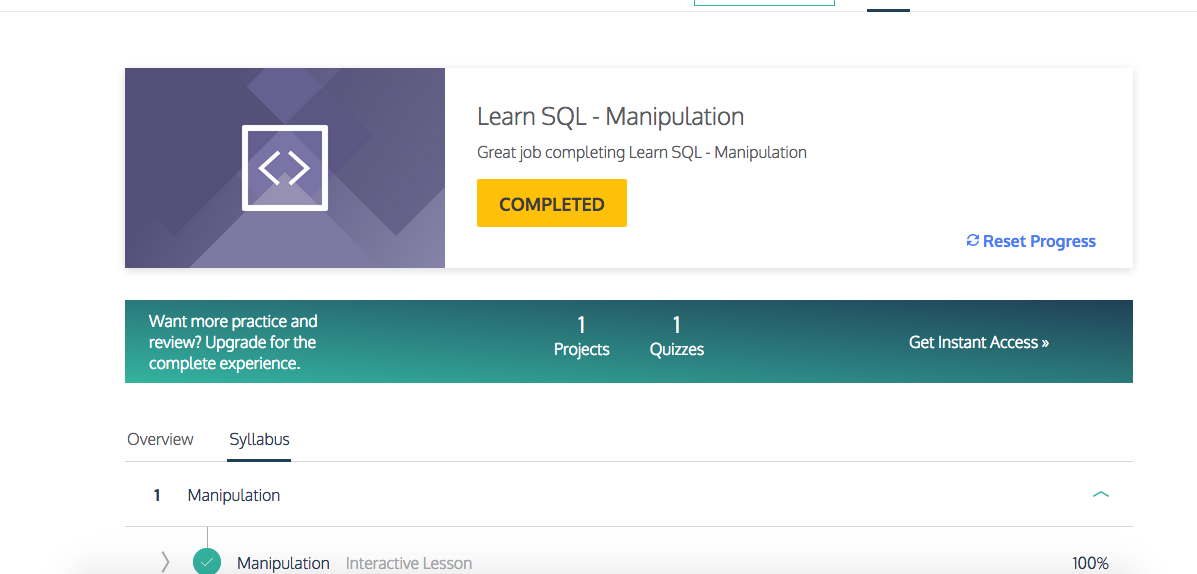 Learn SQL - Manipulation
Great job completing Learn SQL - Manipulation
COMPLETED
Reset Progress
Want more practice and
review? Upgrade for the
complete experience.
1
Projects
1
Quizzes
Get Instant Access »
Overview
Syllabus
1 Manipulation
Manipulation Interactive Lesson 100%